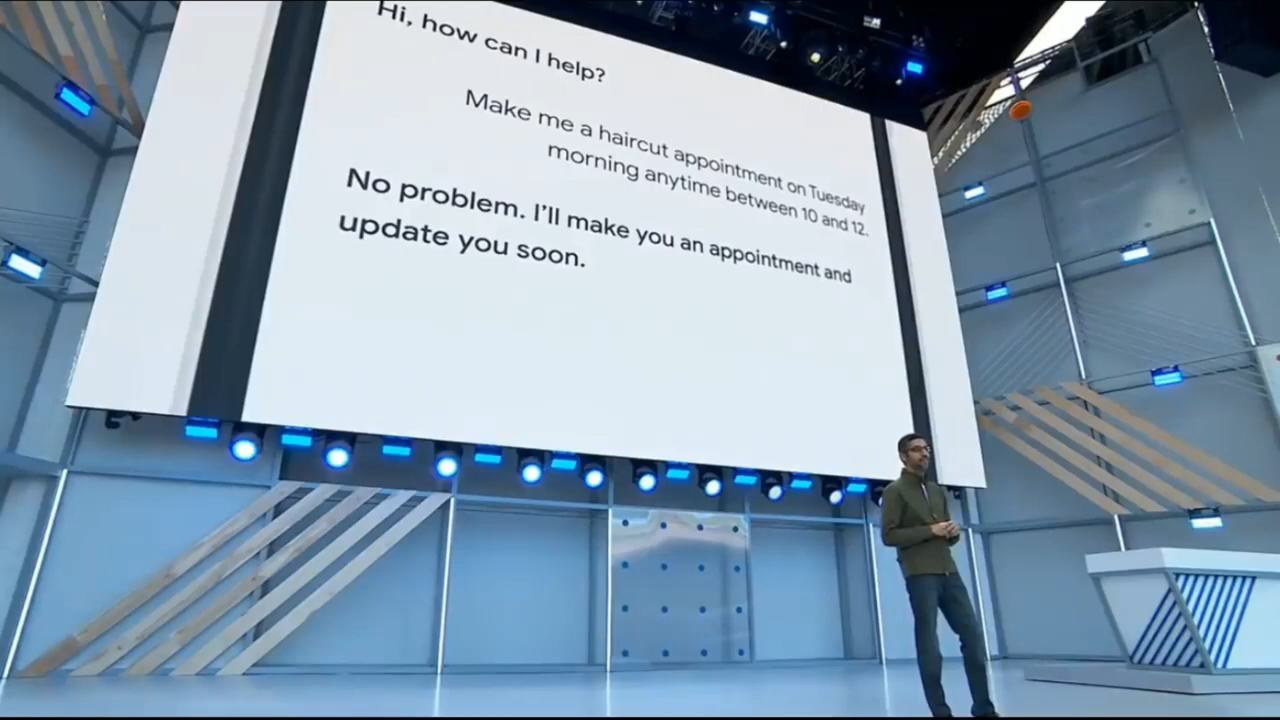 Hi, how can I help?
Make me a haircut appointment on Tuesday
morning anytime between 10 and 12.
No problem. I'll make you an appointment and
update you soon.